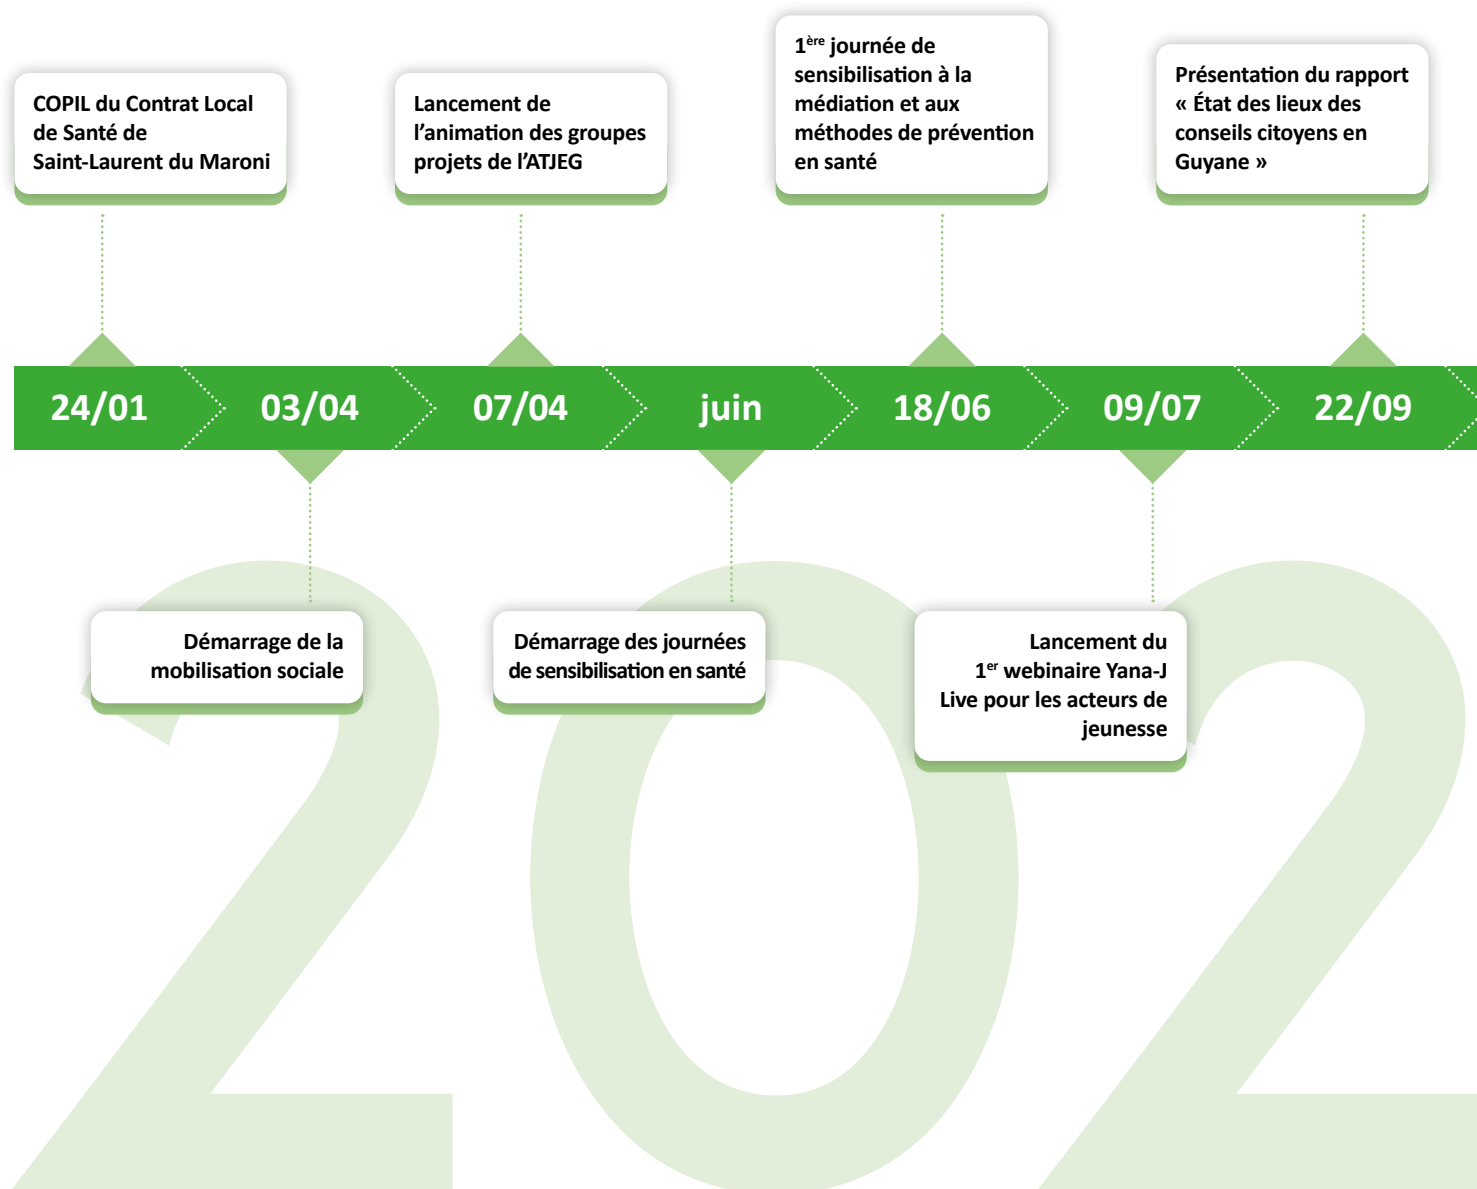 COPIL du Contrat Local
de Santé de
Saint-Laurent du Maroni
Lancement de
l’animation des groupes
projets de l’ATJEG
1ère journée de
sensibilisation à la
médiation et aux
méthodes de prévention
en santé
Présentation du rapport
« État des lieux des
conseils citoyens en
Guyane »
24/01
03/04
07/04
juin
18/06
09/07
22/09
Démarrage de la
mobilisation sociale
Démarrage des journées
de sensibilisation en santé
Lancement du
1er webinaire Yana-J
Live pour les acteurs de
jeunesse
202